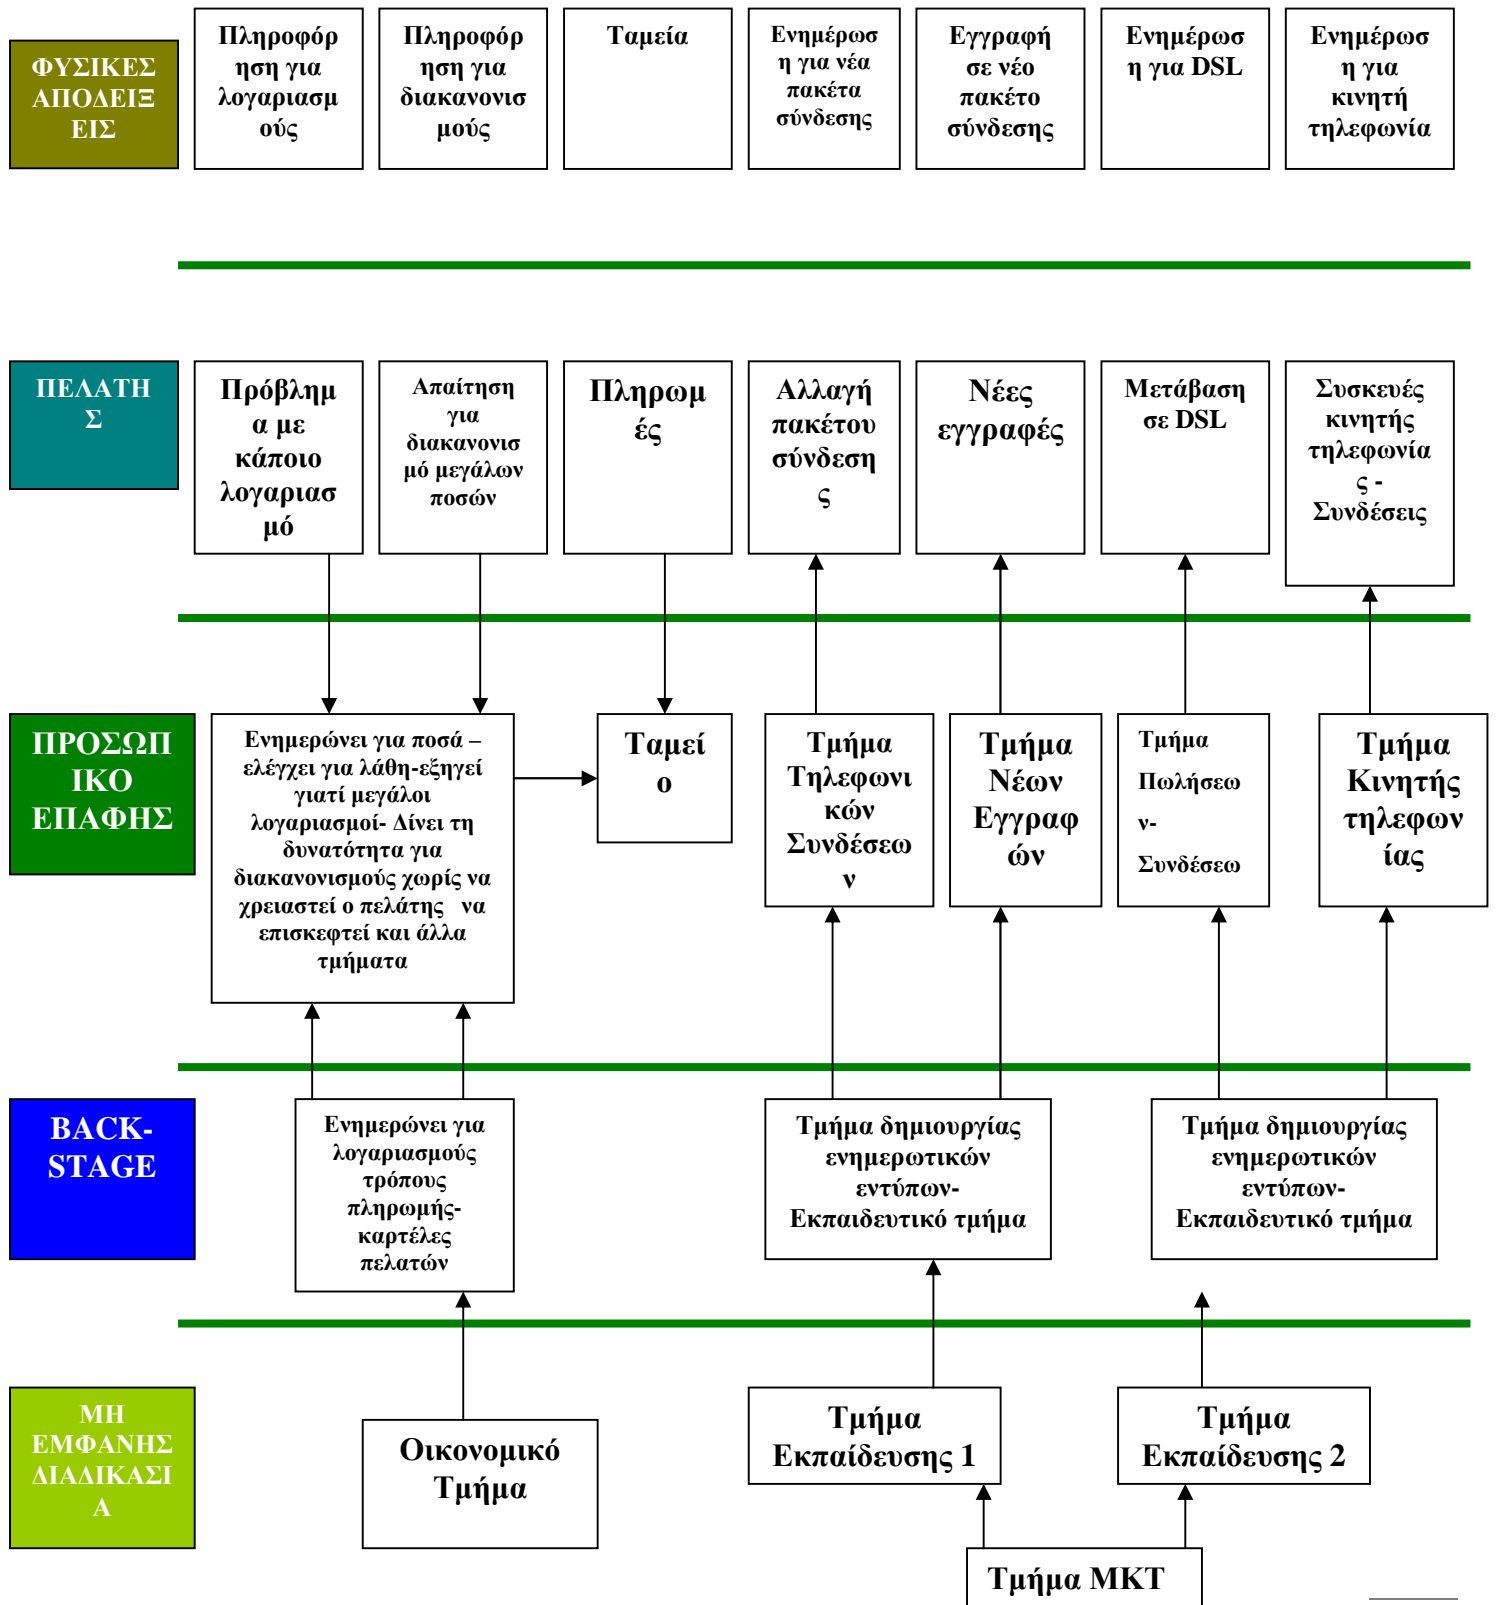 ΦΥΣΙΚΕΣ
ΑΠΟΔΕΙΞ
ΕΙΣ
Πληροφόρ
ηση για
λογαριασμ
ούς
Πληροφόρ
ηση για
διακανονισ
μούς
Ταμεία
Ενημέρωσ
η για νέα
πακέτα
σύνδεσης
Εγγραφή
σε νέο
πακέτο
σύνδεσης
Ενημέρωσ
η για DSL
Ενημέρωσ
η για
κινητή
τηλεφωνία
ΠΕΛΑΤΗ
Σ
Πρόβλημ
α με
κάποιο
λογαριασ
μό
Απαίτηση
για
διακανονισ
μό μεγάλων
ποσών
Πληρωμ
ές
Αλλαγή
πακέτου
σύνδεση
ς
Νέες
εγγραφές
Μετάβαση
σε DSL
Συσκευές
κινητής
τηλεφωνία
ς -
Συνδέσεις
ΠΡΟΣΩΠ
ΙΚΟ
ΕΠΑΦΗΣ
Ενημερώνει για ποσά –
ελέγχει για λάθη-εξηγεί
γιατί μεγάλοι
λογαριασμοί- Δίνει τη
δυνατότητα για
διακανονισμούς χωρίς να
χρειαστεί ο πελάτης να
επισκεφτεί και άλλα
τμήματα
Ταμεί
ο
Τμήμα
Τηλεφωνι
κών
Συνδέσεω
ν
Τμήμα
Νέων
Εγγραφ
ών
Τμήμα
Πωλήσεω
ν-
Συνδέσεω
Τμήμα
Κινητής
τηλεφων
ίας
BACK-
STAGE
Ενημερώνει για
λογαριασμούς
τρόπους
πληρωμής-
καρτέλες
πελατών
Τμήμα δημιουργίας
ενημερωτικών
εντύπων-
Εκπαιδευτικό τμήμα
Τμήμα δημιουργίας
ενημερωτικών
εντύπων-
Εκπαιδευτικό τμήμα
ΜΗ
ΕΜΦΑΝΗΣ
ΔΙΑΔΙΚΑΣΙ
Α
Οικονομικό
Τμήμα
Τμήμα
Εκπαίδευσης 1
Τμήμα
Εκπαίδευσης 2
Τμήμα ΜΚΤ